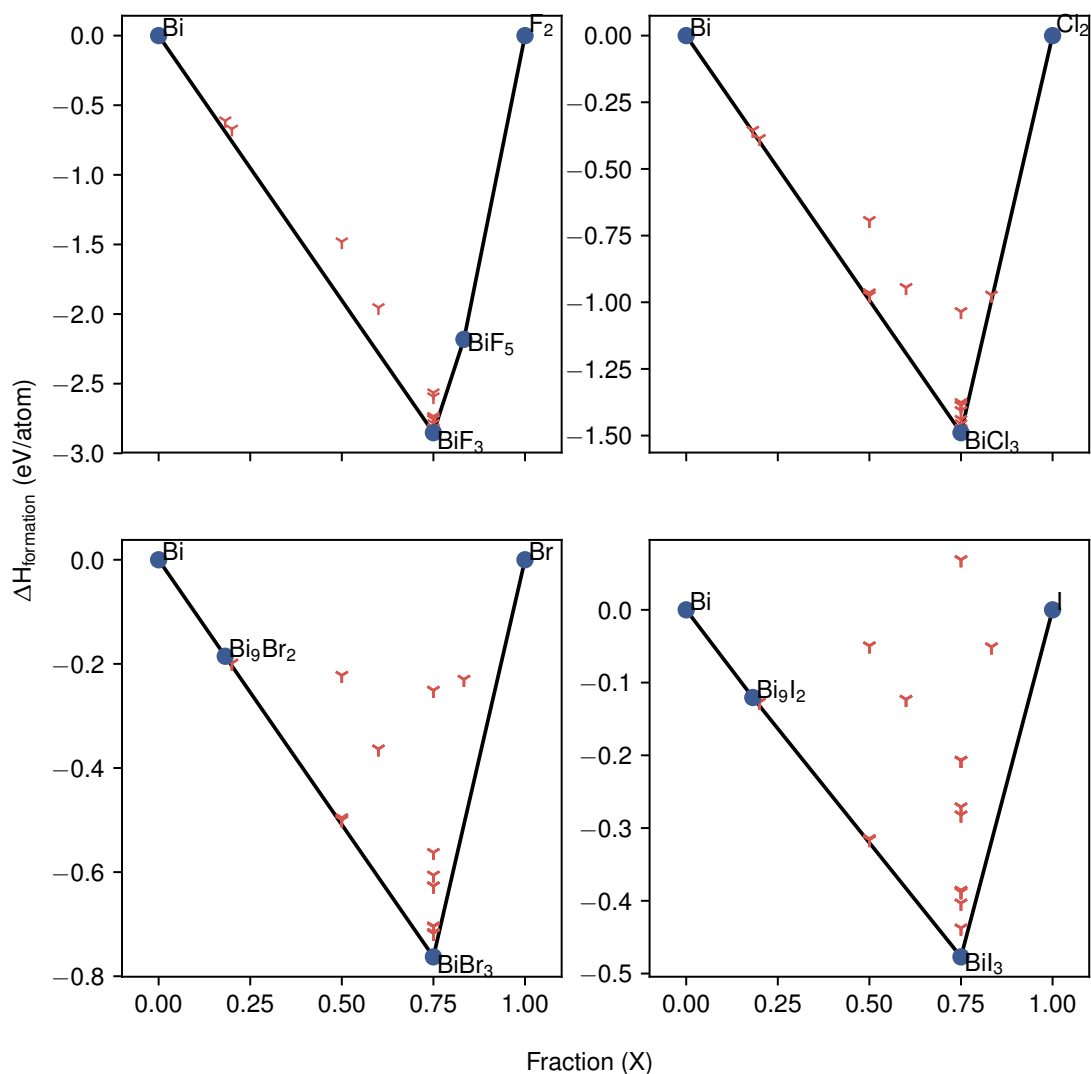 0.0
−0.5
−1.0
−1.5
−2.0
−2.5
−3.0
Bi
F₂
BiF₅
BiF₃
0.00
−0.25
−0.50
−0.75
−1.00
−1.25
−1.50
Bi
Cl₂
BiCl₃
ΔH_formation (eV/atom)
0.0
−0.2
−0.4
−0.6
−0.8
Bi
Br
Bi₉Br₂
BiBr₃
0.00 0.25 0.50 0.75 1.00
0.0
−0.1
−0.2
−0.3
−0.4
−0.5
Bi
I
Bi₉I₂
BiI₃
0.00 0.25 0.50 0.75 1.00
Fraction (X)